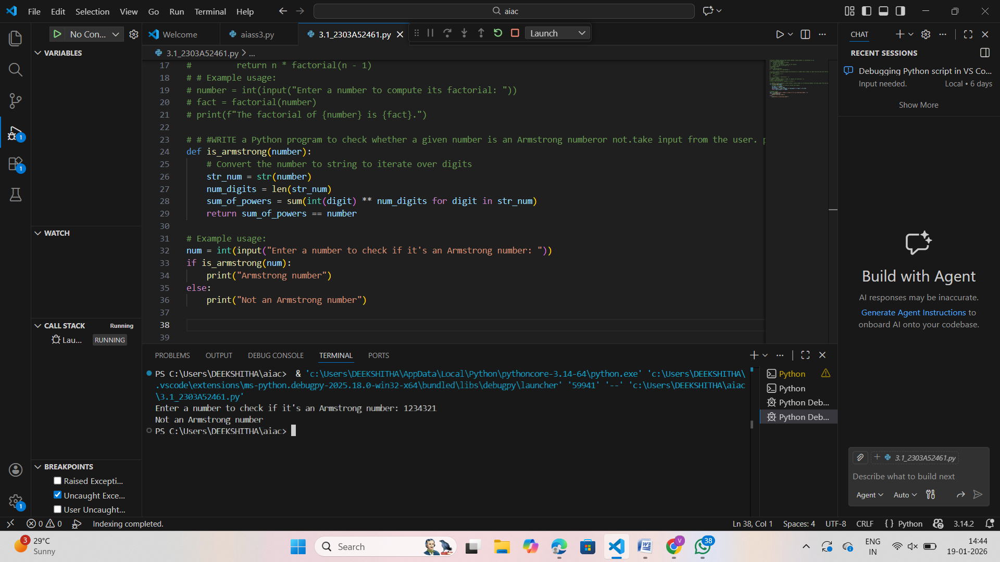 File Edit Selection View Go Run Terminal Help
aiac
No Con...
Welcome
aiass3.py
3.1_2303A52461.py
Launch
3.1_2303A52461.py > ...
VARIABLES
WATCH
CALL STACK
Running
Lau...
RUNNING
BREAKPOINTS
Raised Excepti...
Uncaught Exce...
User Uncaught...
17 # return n * factorial(n - 1)
18 # # Example usage:
19 # number = int(input("Enter a number to compute its factorial: "))
20 # fact = factorial(number)
21 # print(f"The factorial of {number} is {fact}.")
22
23 # # #WRITE a Python program to check whether a given number is an Armstrong numberor not.take input from the user. p
24 def is_armstrong(number):
25 # Convert the number to string to iterate over digits
26 str_num = str(number)
27 num_digits = len(str_num)
28 sum_of_powers = sum(int(digit) ** num_digits for digit in str_num)
29 return sum_of_powers == number
30
31 # Example usage:
32 num = int(input("Enter a number to check if it's an Armstrong number: "))
33 if is_armstrong(num):
34 print("Armstrong number")
35 else:
36 print("Not an Armstrong number")
37
38
39
PROBLEMS OUTPUT DEBUG CONSOLE TERMINAL PORTS
PS C:\Users\DEEKSHITHA\aiac> & 'c:\Users\DEEKSHITHA\AppData\Local\Python\pythoncore-3.14-64\python.exe' 'c:\Users\DEEKSHITHA\
.vscode\extensions\ms-python.debugpy-2025.18.0-win32-x64\bundled\libs\debugpy\launcher' '59941' '--' 'c:\Users\DEEKSHITHA\aiac
\3.1_2303A52461.py'
Enter a number to check if it's an Armstrong number: 1234321
Not an Armstrong number
PS C:\Users\DEEKSHITHA\aiac>
Python
Python
Python Deb...
Python Deb...
CHAT
RECENT SESSIONS
Debugging Python script in VS Co...
Input needed. Local • 6 days
Show More
Build with Agent
AI responses may be inaccurate.
Generate Agent Instructions to
onboard AI onto your codebase.
3.1_2303A52461.py
Describe what to build next
Agent Auto
1
1
1
0 0
Indexing completed.
Ln 38, Col 1 Spaces: 4 UTF-8 CRLF {} Python 3.14.2
3
29°C
Sunny
Search
V
38
ENG
IN
14:44
19-01-2026